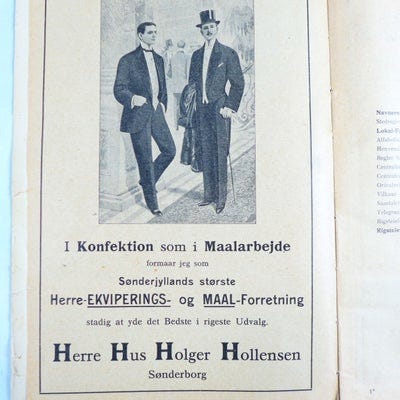 I Konfektion som i Maalarbejde
formaar jeg som
Sønderjyllands største
Herre-EKVIPERINGS- og MAAL-Forretning
stadig at yde det Bedste i rigeste Udvalg.
Herre Hus Holger Hollensen
Sønderborg